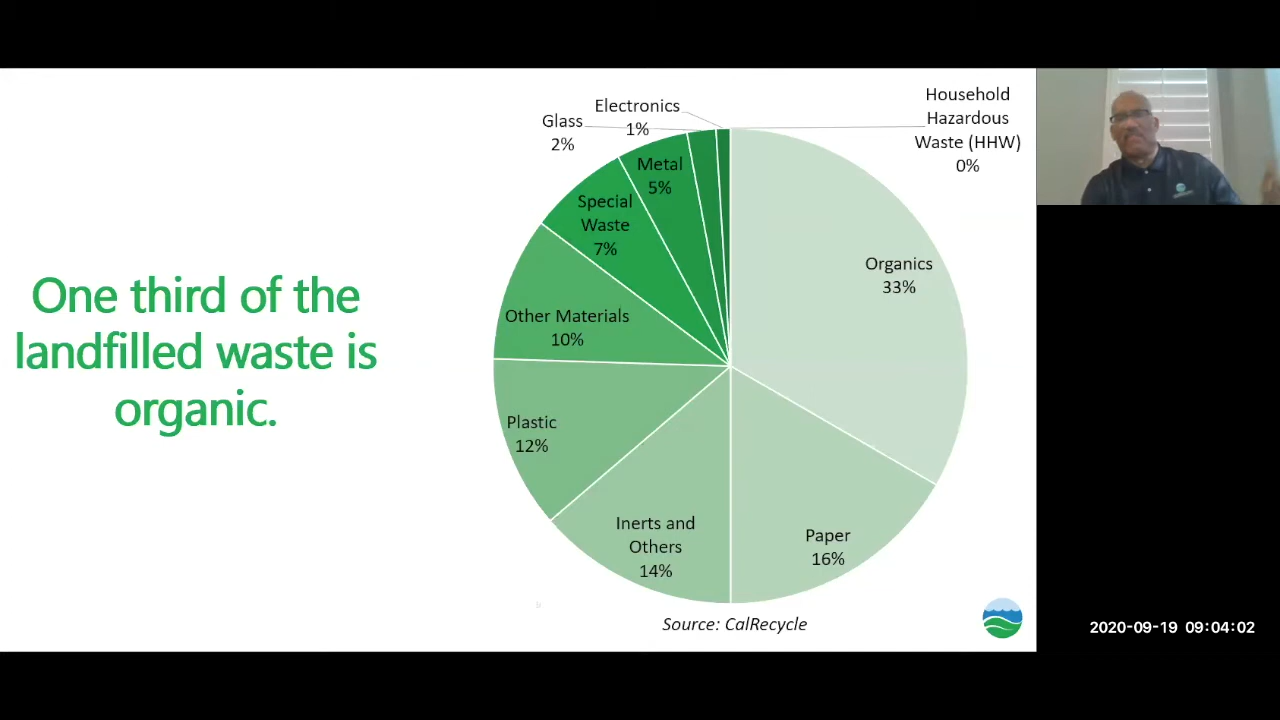 One third of the
landfilled waste is
organic.
Electronics
1%
Glass
2%
Household
Hazardous
Waste (HHW)
0%
Metal
5%
Special
Waste
7%
Organics
33%
Other Materials
10%
Plastic
12%
Inerts and
Others
14%
Paper
16%
Source: CalRecycle
2020-09-19 09:04:02